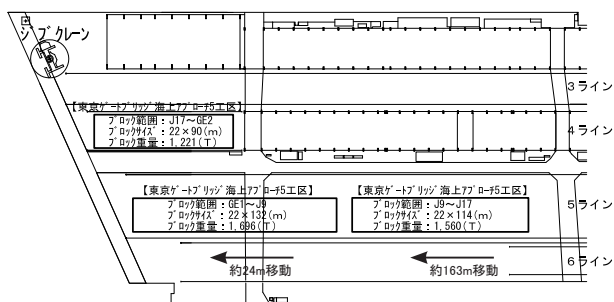 ジブクレーン
3ライン
【東京ゲートブリッジ海上アプローチ5工区】
ブロック範囲：J17～GE2
ブロックサイズ：22×90(m)
ブロック重量：1,221(T)
4ライン
【東京ゲートブリッジ海上アプローチ5工区】
ブロック範囲：GE1～J9
ブロックサイズ：22×132(m)
ブロック重量：1,696(T)
【東京ゲートブリッジ海上アプローチ5工区】
ブロック範囲：J9～J17
ブロックサイズ：22×114(m)
ブロック重量：1,560(T)
5ライン
約24m移動
約163m移動
6ライン